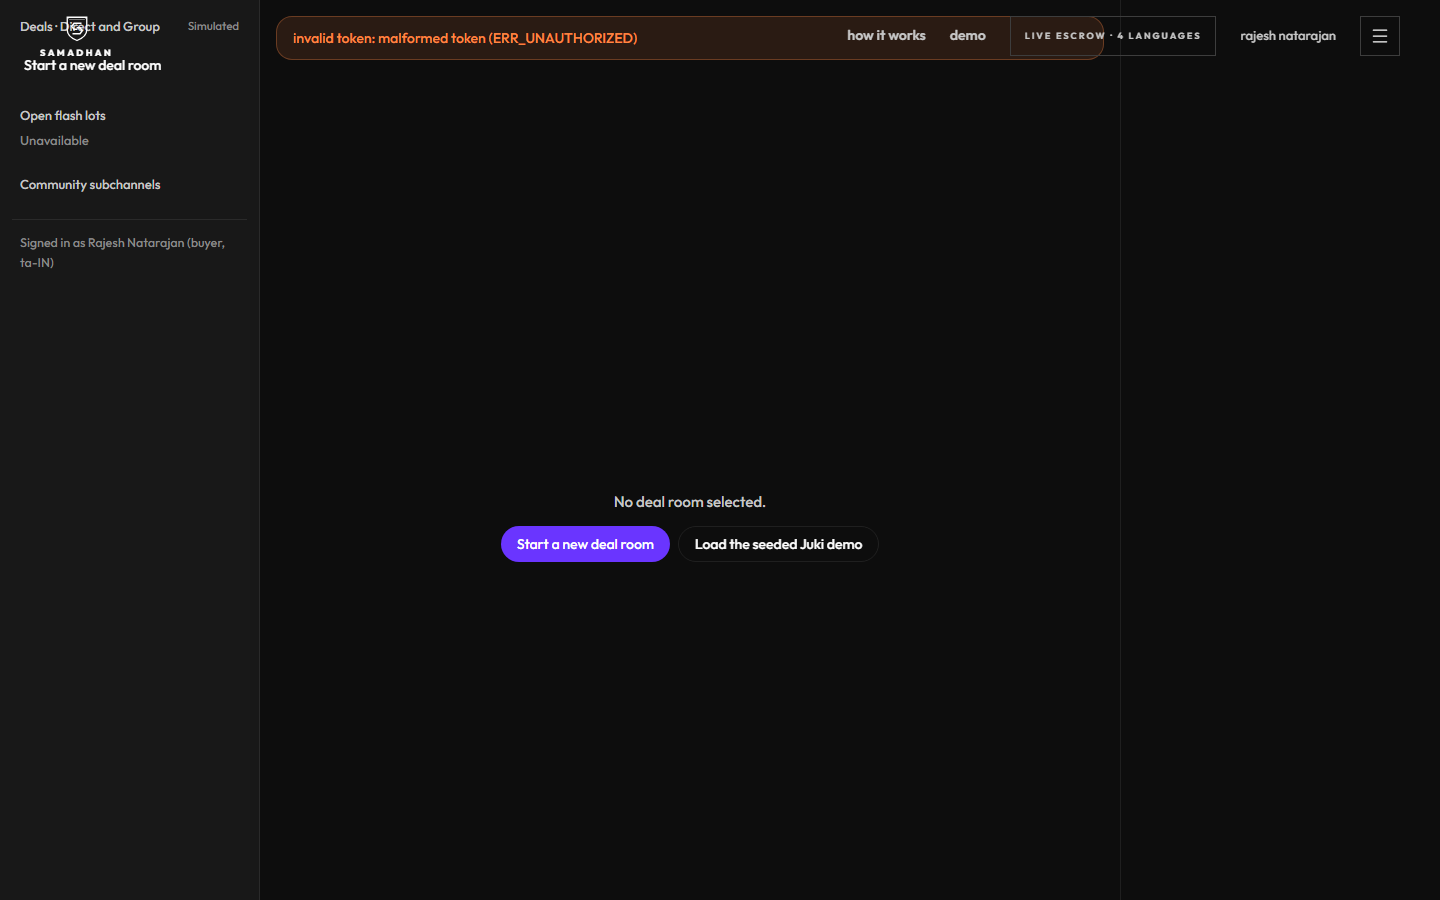 Deals · Direct and Group
Simulated
SAMADHAN
Start a new deal room
Open flash lots
Unavailable
Community subchannels
Signed in as Rajesh Natarajan (buyer,
ta-IN)
invalid token: malformed token (ERR_UNAUTHORIZED)
how it works
demo
LIVE ESCROW · 4 LANGUAGES
rajesh natarajan
No deal room selected.
Start a new deal room
Load the seeded Juki demo